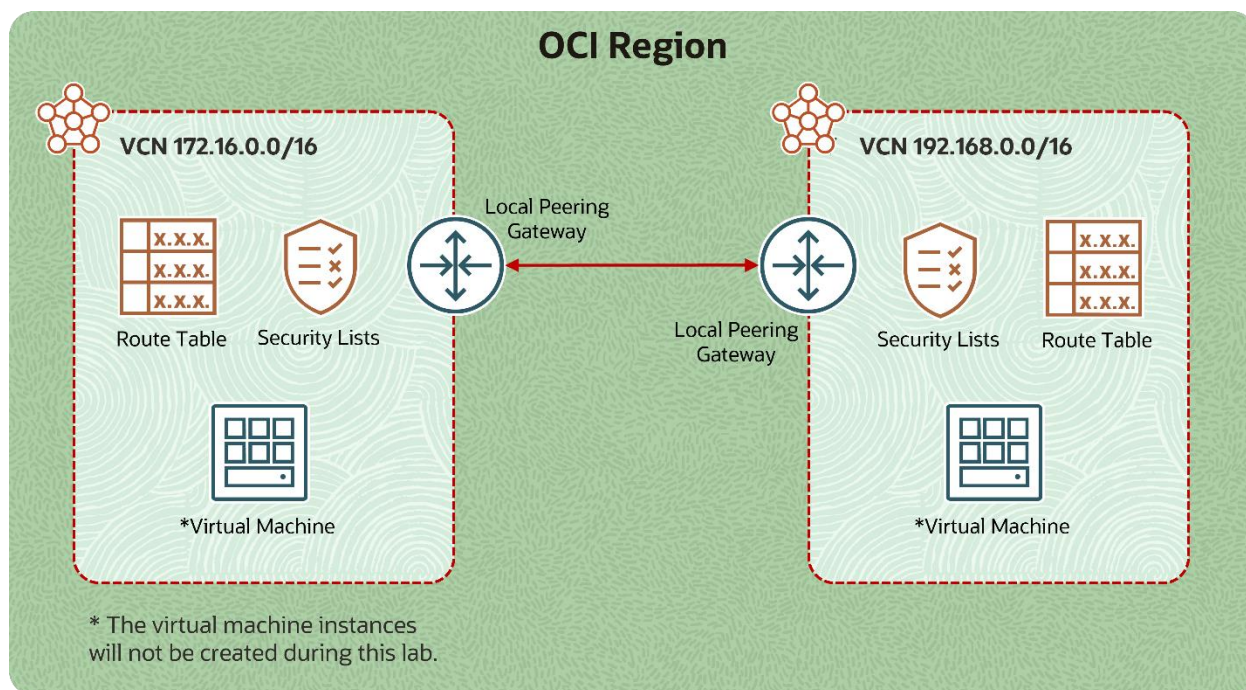 OCI Region
VCN 172.16.0.0/16
x.x.x.
x.x.x.
x.x.x.
Route Table
Security Lists
*Virtual Machine
Local Peering
Gateway
Local Peering
Gateway
VCN 192.168.0.0/16
Security Lists
x.x.x.
x.x.x.
x.x.x.
Route Table
*Virtual Machine
* The virtual machine instances
will not be created during this lab.